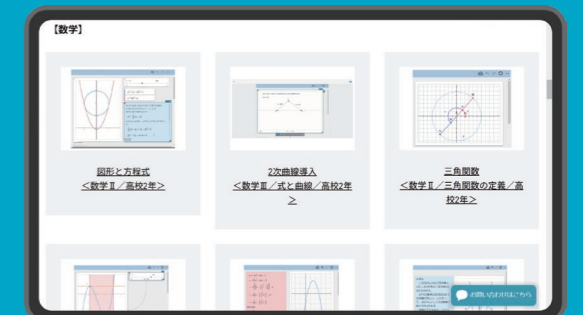 【数学】
図形と方程式
<数学Ⅱ／高校2年>
2次曲線導入
<数学Ⅲ／式と曲線／高校2年
>
三角関数
<数学Ⅱ／三角関数の定義／高
校2年>
お問い合わせはこちら